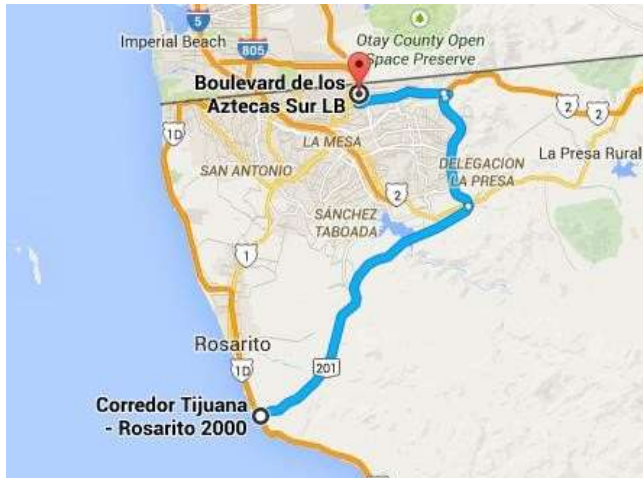 5
Imperial Beach
805
Otay County Open
Space Preserve
Boulevard de los
Aztecas Sur LB
2
2
1D
LA MESA
DELEGACION
LA PRESA
La Presa Rural
SAN ANTONIO
2
SÁNCHEZ
TABOADA
1
Rosarito
1D
201
Corredor Tijuana
- Rosarito 2000
1